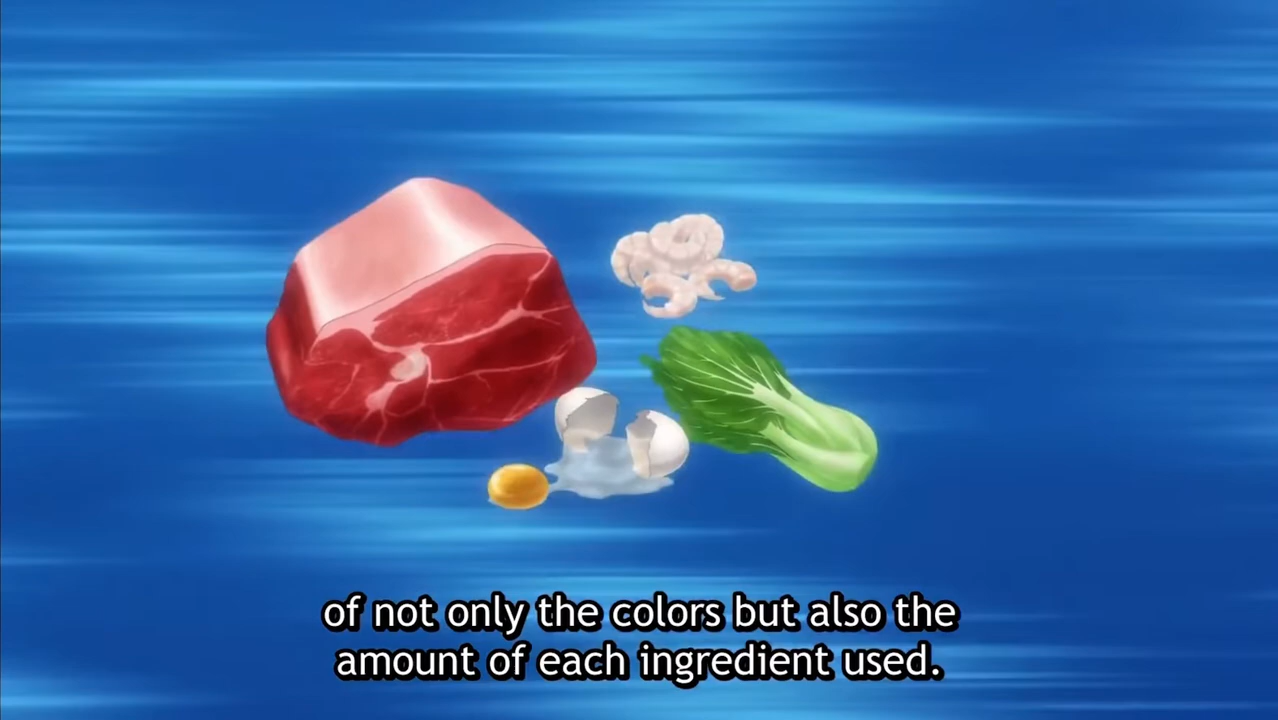 of not only the colors but also the
amount of each ingredient used.